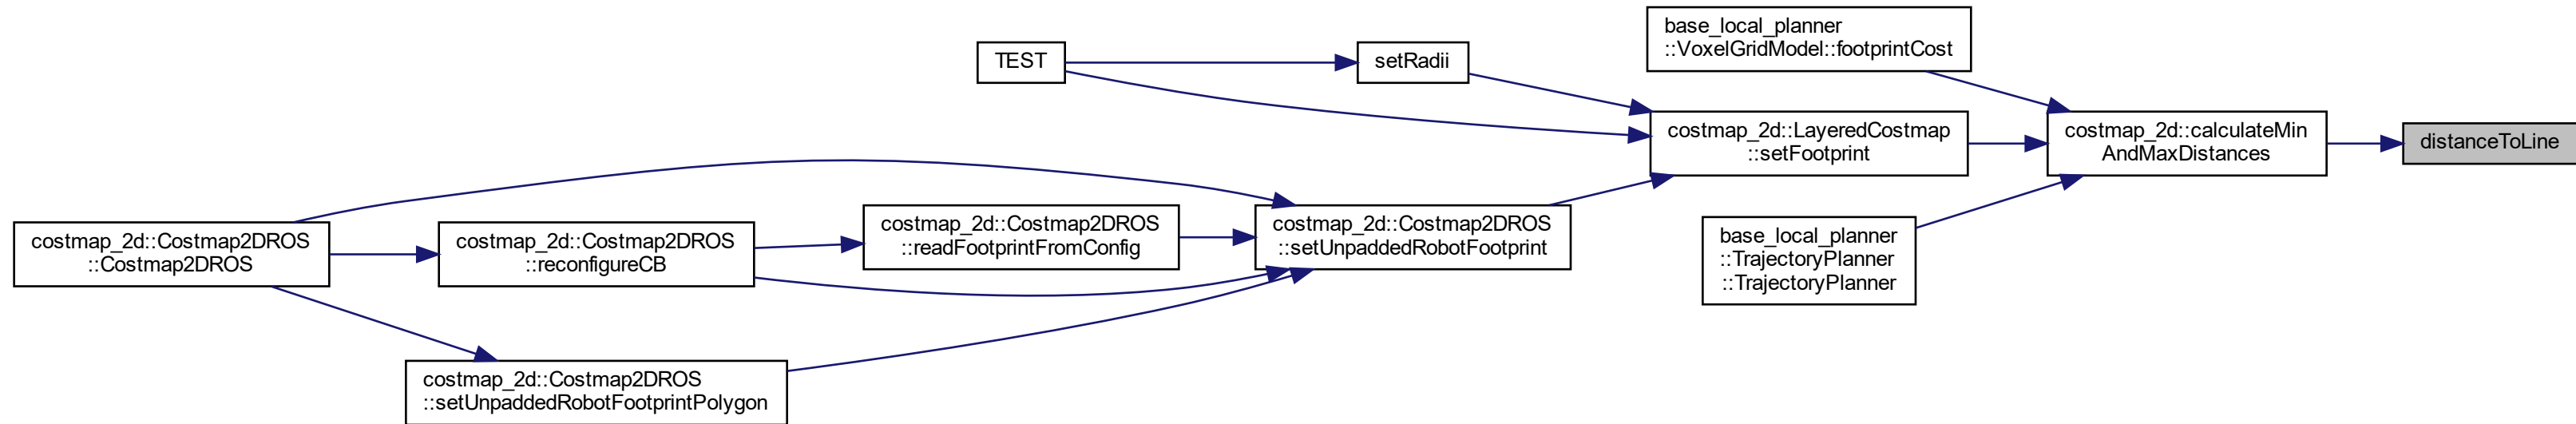 base_local_planner
::VoxelGridModel::footprintCost
TEST
setRadii
costmap_2d::LayeredCostmap
::setFootprint
costmap_2d::calculateMin
AndMaxDistances
distanceToLine
costmap_2d::Costmap2DROS
::Costmap2DROS
costmap_2d::Costmap2DROS
::reconfigureCB
costmap_2d::Costmap2DROS
::readFootprintFromConfig
costmap_2d::Costmap2DROS
::setUnpaddedRobotFootprint
base_local_planner
::TrajectoryPlanner
::TrajectoryPlanner
costmap_2d::Costmap2DROS
::setUnpaddedRobotFootprintPolygon